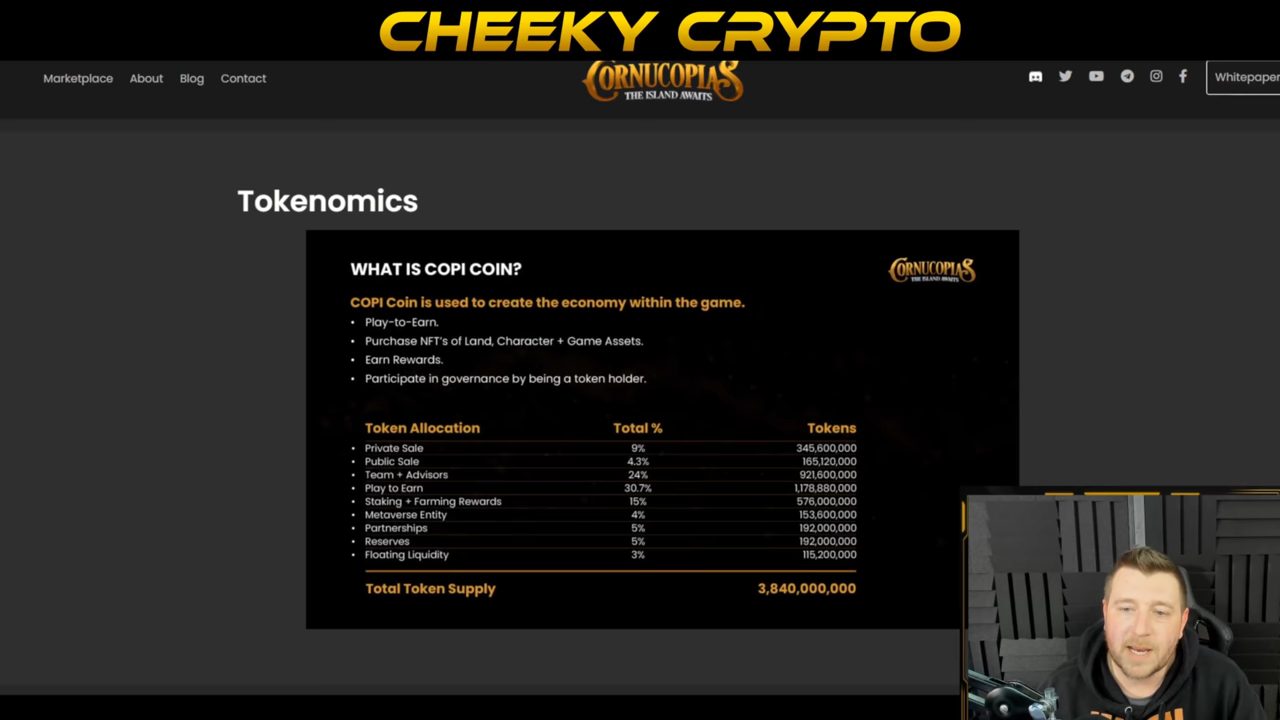 CHEEKY CRYPTO
Marketplace About Blog Contact
CORNUCOPIAS
THE ISLAND AWAITS
Whitepaper
Tokenomics
WHAT IS COPI COIN?
CORNUCOPIAS
THE ISLAND AWAITS
COPI Coin is used to create the economy within the game.
• Play-to-Earn.
• Purchase NFT's of Land, Character + Game Assets.
• Earn Rewards.
• Participate in governance by being a token holder.
Token Allocation Total % Tokens
• Private Sale 9% 345,600,000
• Public Sale 4.3% 165,120,000
• Team + Advisors 24% 921,600,000
• Play to Earn 30.7% 1,178,880,000
• Staking + Farming Rewards 15% 576,000,000
• Metaverse Entity 4% 153,600,000
• Partnerships 5% 192,000,000
• Reserves 5% 192,000,000
• Floating Liquidity 3% 115,200,000
Total Token Supply 3,840,000,000